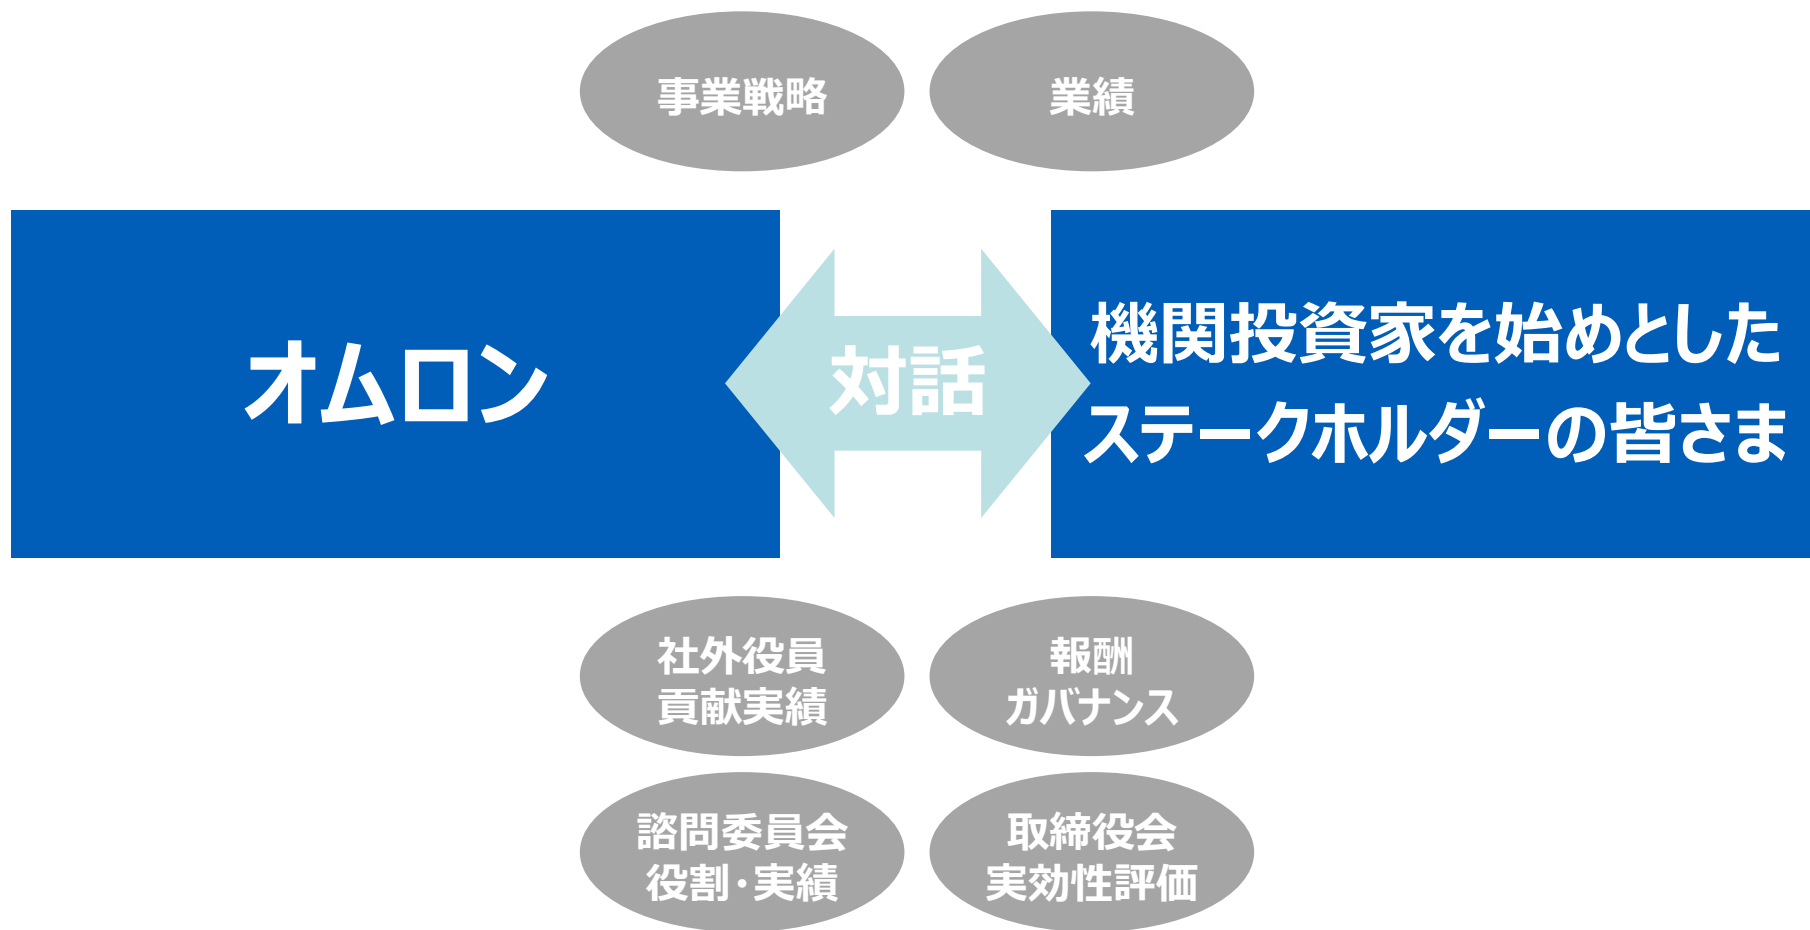 事業戦略
業績
オムロン
対話
機関投資家を始めとした
ステークホルダーの皆さま
社外役員
貢献実績
報酬
ガバナンス
諮問委員会
役割・実績
取締役会
実効性評価